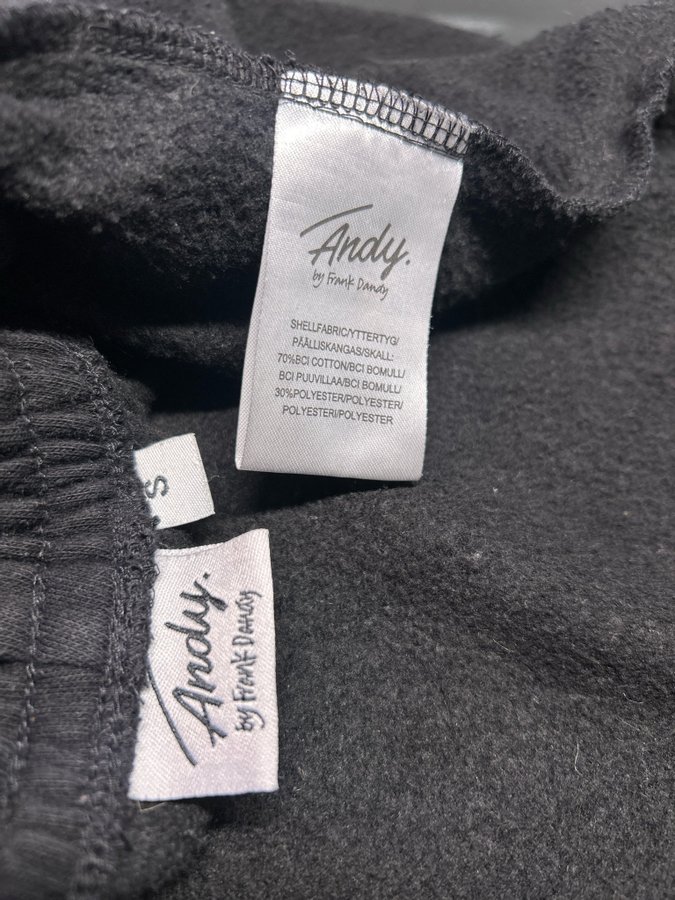 Andy.
by Frank Dandy
SHELLFABRIC/YTTERTYG/
PÄÄLLISKANGAS/SKALL:
70%BCI COTTON/BCI BOMULL/
BCI PUUVILLAA/BCI BOMUL/
30%POLYESTER/POLYESTER/
POLYESTERI/POLYESTER
S
Andy.
by Frank Dandy